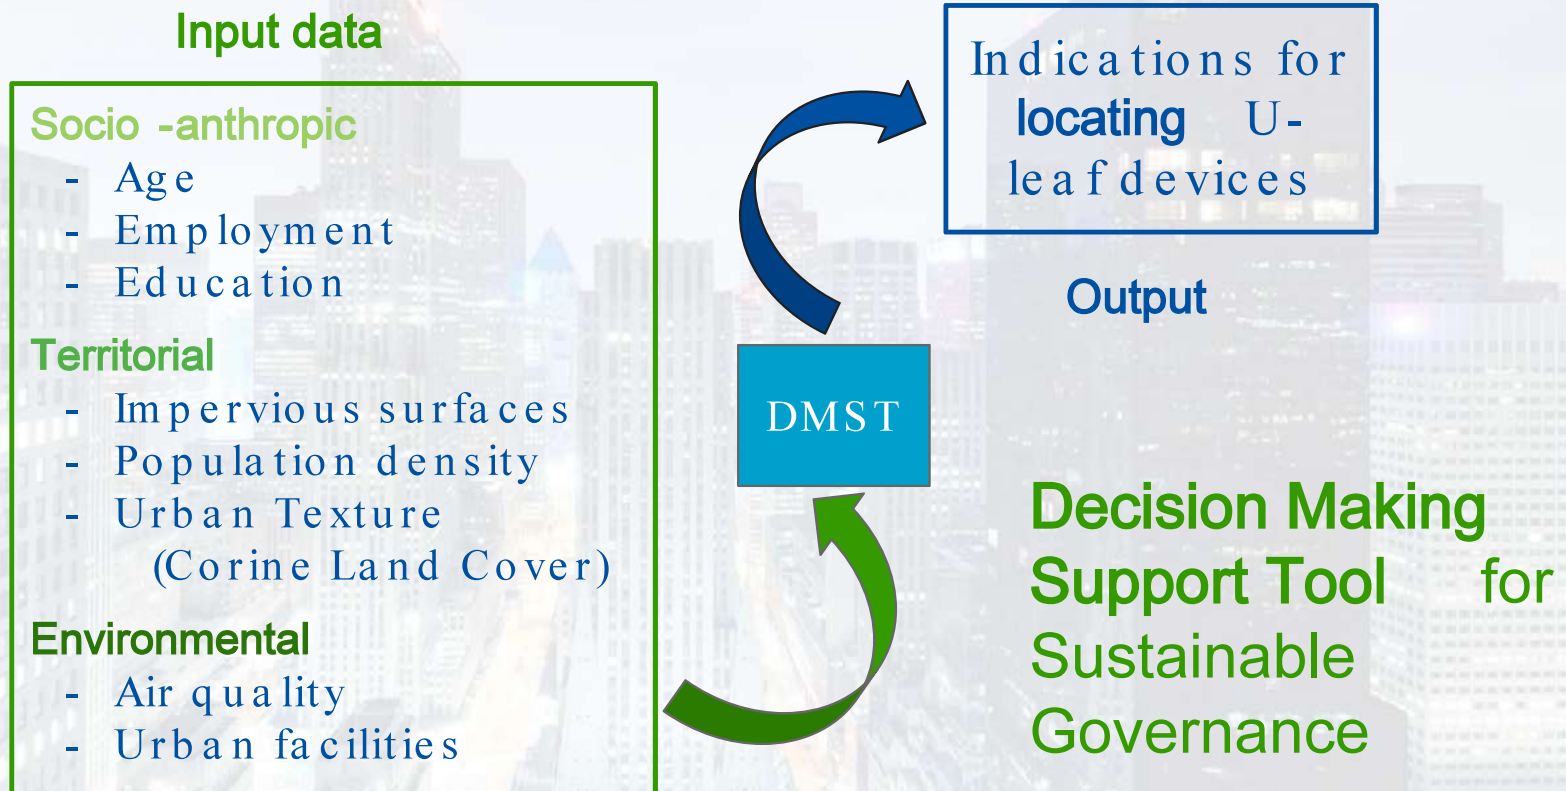 Input data
Socio -anthropic
- Age
- Employment
- Education
Territorial
- Impervious surfaces
- Population density
- Urban Texture
(Corine Land Cover)
Environmental
- Air quality
- Urban facilities
DMST
Indications for
locating U-
leaf devices
Output
Decision Making
Support Tool for
Sustainable
Governance